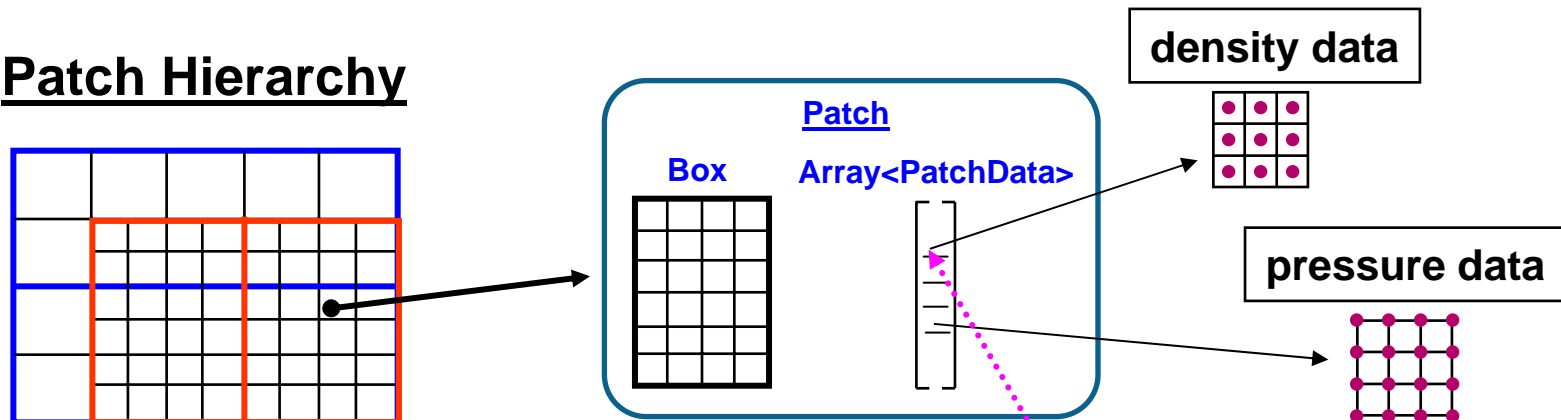 Patch Hierarchy
Patch
Box
Array<PatchData>
density data
pressure data